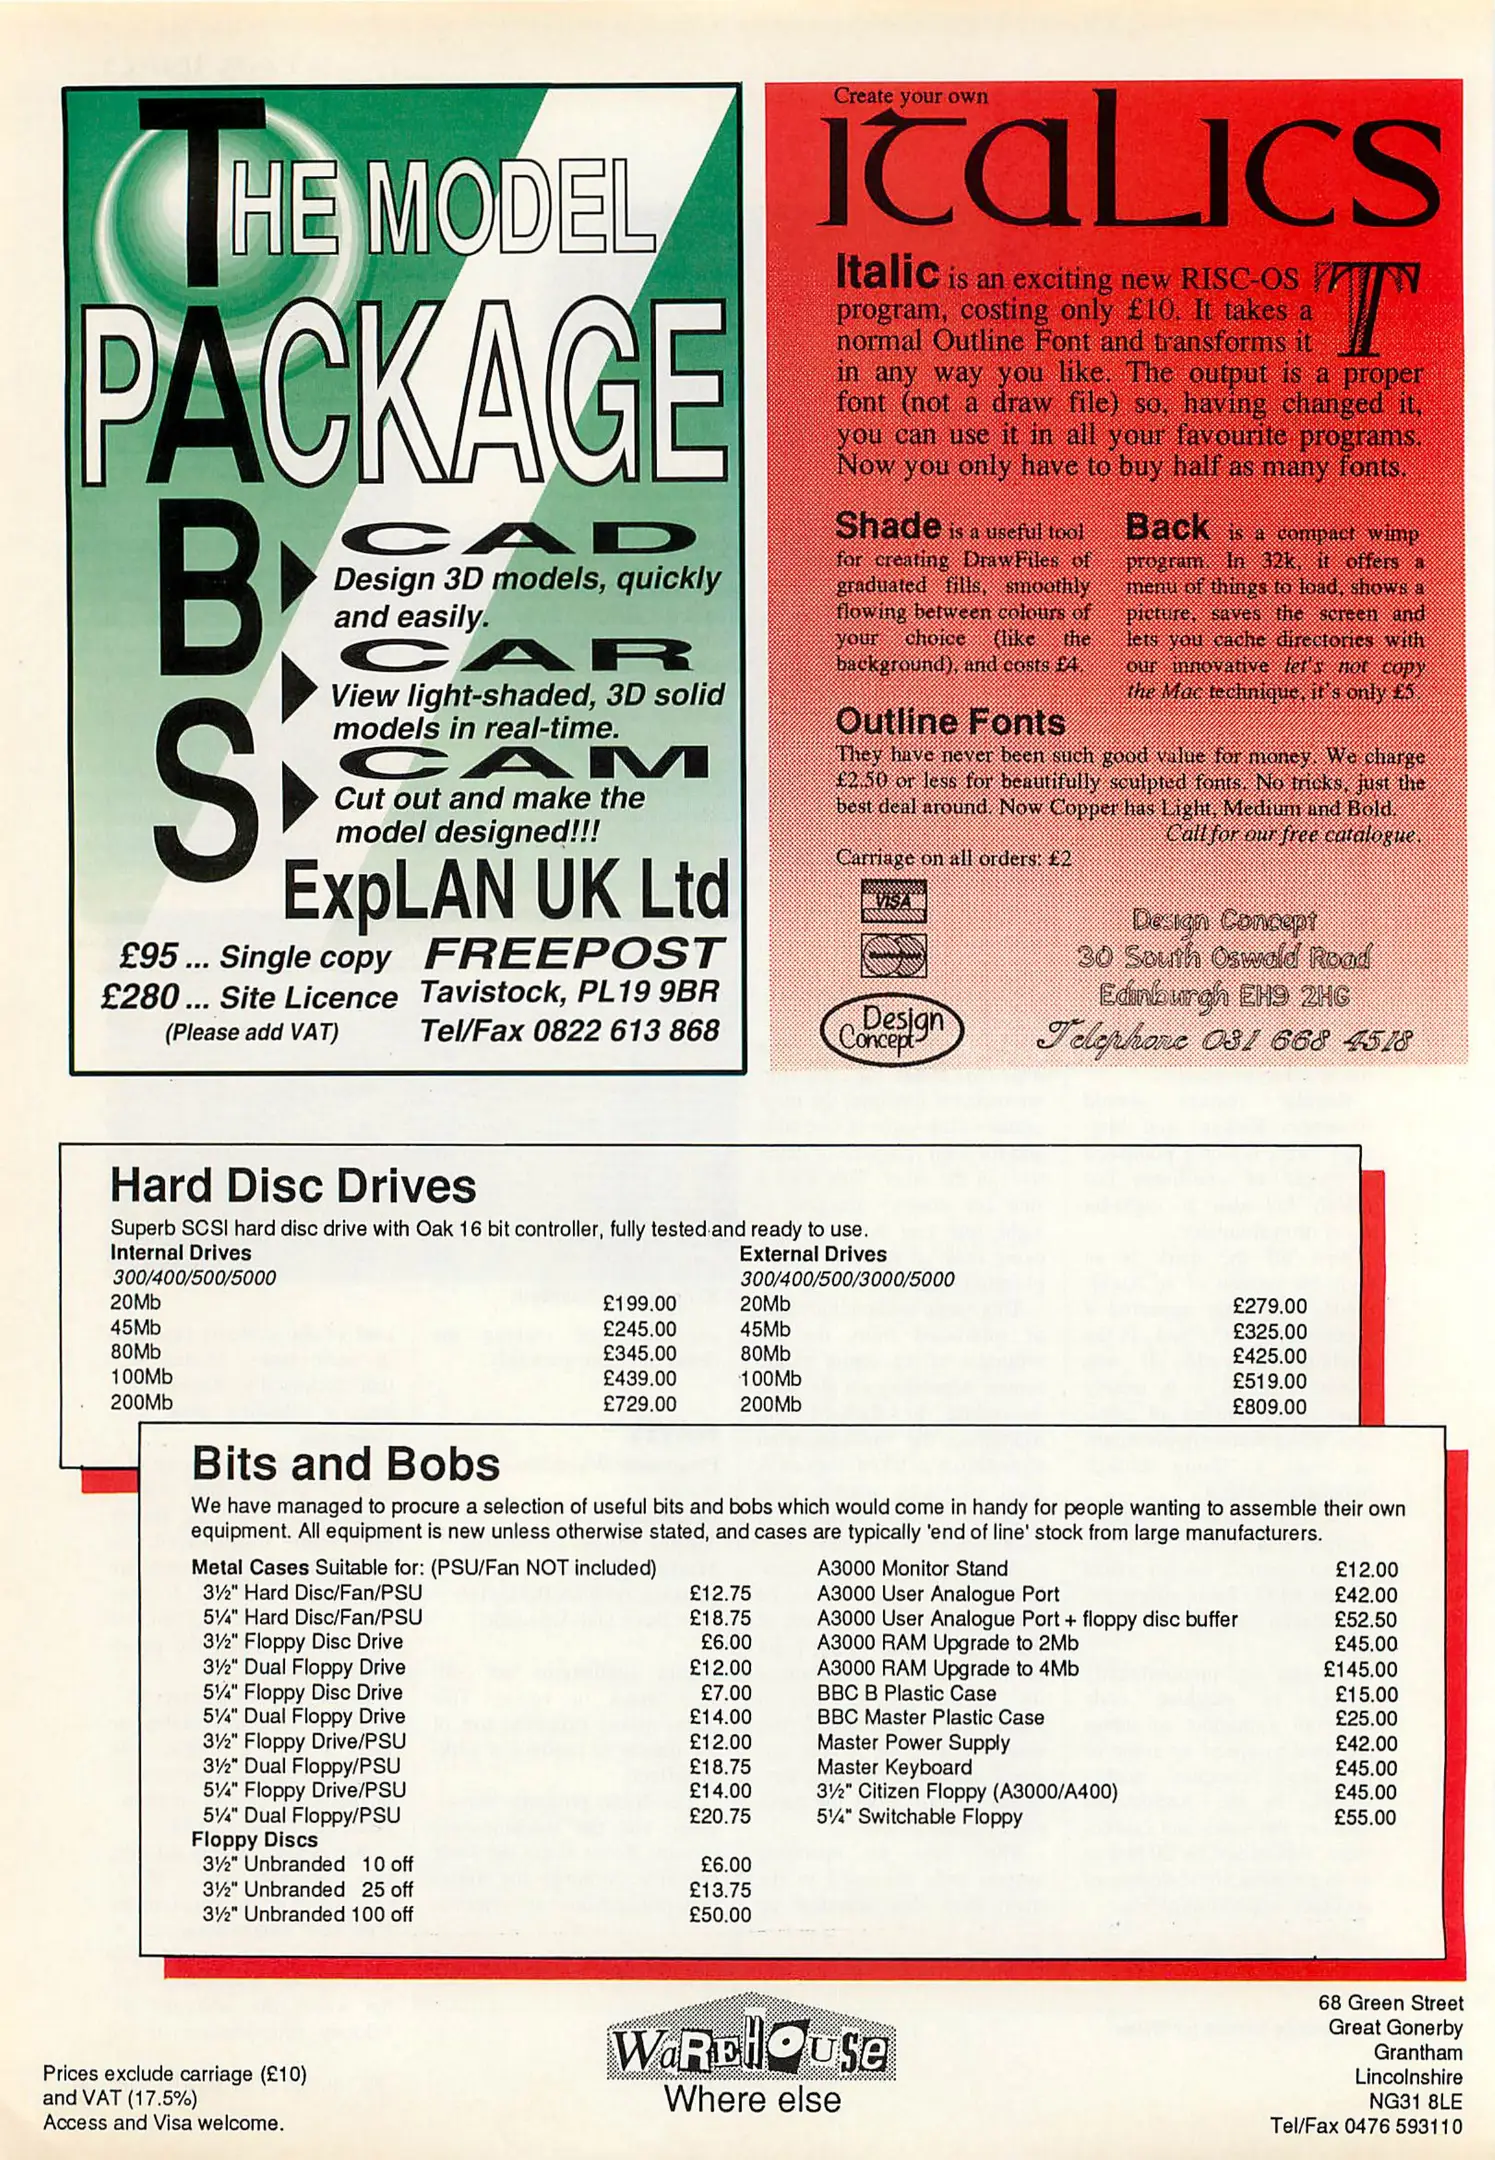 THE MODEL
PACKAGE
TABS
CAD
Design 3D models, quickly
and easily.
CAR
View light-shaded, 3D solid
models in real-time.
CAM
Cut out and make the
model designed!!!
ExpLAN UK Ltd
£95 ... Single copy
£280 ... Site Licence
(Please add VAT)
FREEPOST
Tavistock, PL19 9BR
Tel/Fax 0822 613 868
Create your own
ITALICS
Italic is an exciting new RISC-OS
program, costing only £10. It takes a
normal Outline Font and transforms it
in any way you like. The output is a proper
font (not a draw file) so, having changed it,
you can use it in all your favourite programs.
Now you only have to buy half as many fonts.
T
Shade is a useful tool
for creating DrawFiles of
graduated fills, smoothly
flowing between colours of
your choice (like the
background), and costs £4.
Back is a compact wimp
program. In 32k, it offers a
menu of things to load, shows a
picture, saves the screen and
lets you cache directories with
our innovative let's not copy
the Mac technique, it's only £5.
Outline Fonts
They have never been such good value for money. We charge
£2.50 or less for beautifully sculpted fonts. No tricks, just the
best deal around. Now Copper has Light, Medium and Bold.
Call for our free catalogue.
Carriage on all orders: £2
VISA
Design
Concept
Design Concept
30 South Oswald Road
Edinburgh EH9 2HG
Telephone 031 668 4518
Hard Disc Drives
Superb SCSI hard disc drive with Oak 16 bit controller, fully tested and ready to use.
Internal Drives
300/400/500/5000
20Mb £199.00
45Mb £245.00
80Mb £345.00
100Mb £439.00
200Mb £729.00
External Drives
300/400/500/3000/5000
20Mb £279.00
45Mb £325.00
80Mb £425.00
100Mb £519.00
200Mb £809.00
Bits and Bobs
We have managed to procure a selection of useful bits and bobs which would come in handy for people wanting to assemble their own
equipment. All equipment is new unless otherwise stated, and cases are typically 'end of line' stock from large manufacturers.
Metal Cases Suitable for: (PSU/Fan NOT included)
3½" Hard Disc/Fan/PSU £12.75
5¼" Hard Disc/Fan/PSU £18.75
3½" Floppy Disc Drive £6.00
3½" Dual Floppy Drive £12.00
5¼" Floppy Disc Drive £7.00
5¼" Dual Floppy Drive £14.00
3½" Floppy Drive/PSU £12.00
3½" Dual Floppy/PSU £18.75
5¼" Floppy Drive/PSU £14.00
5¼" Dual Floppy/PSU £20.75
Floppy Discs
3½" Unbranded 10 off £6.00
3½" Unbranded 25 off £13.75
3½" Unbranded 100 off £50.00
A3000 Monitor Stand £12.00
A3000 User Analogue Port £42.00
A3000 User Analogue Port + floppy disc buffer £52.50
A3000 RAM Upgrade to 2Mb £45.00
A3000 RAM Upgrade to 4Mb £145.00
BBC B Plastic Case £15.00
BBC Master Plastic Case £25.00
Master Power Supply £42.00
Master Keyboard £45.00
3½" Citizen Floppy (A3000/A400) £45.00
5¼" Switchable Floppy £55.00
Prices exclude carriage (£10)
and VAT (17.5%)
Access and Visa welcome.
WaREHOUSe
Where else
68 Green Street
Great Gonerby
Grantham
Lincolnshire
NG31 8LE
Tel/Fax 0476 593110